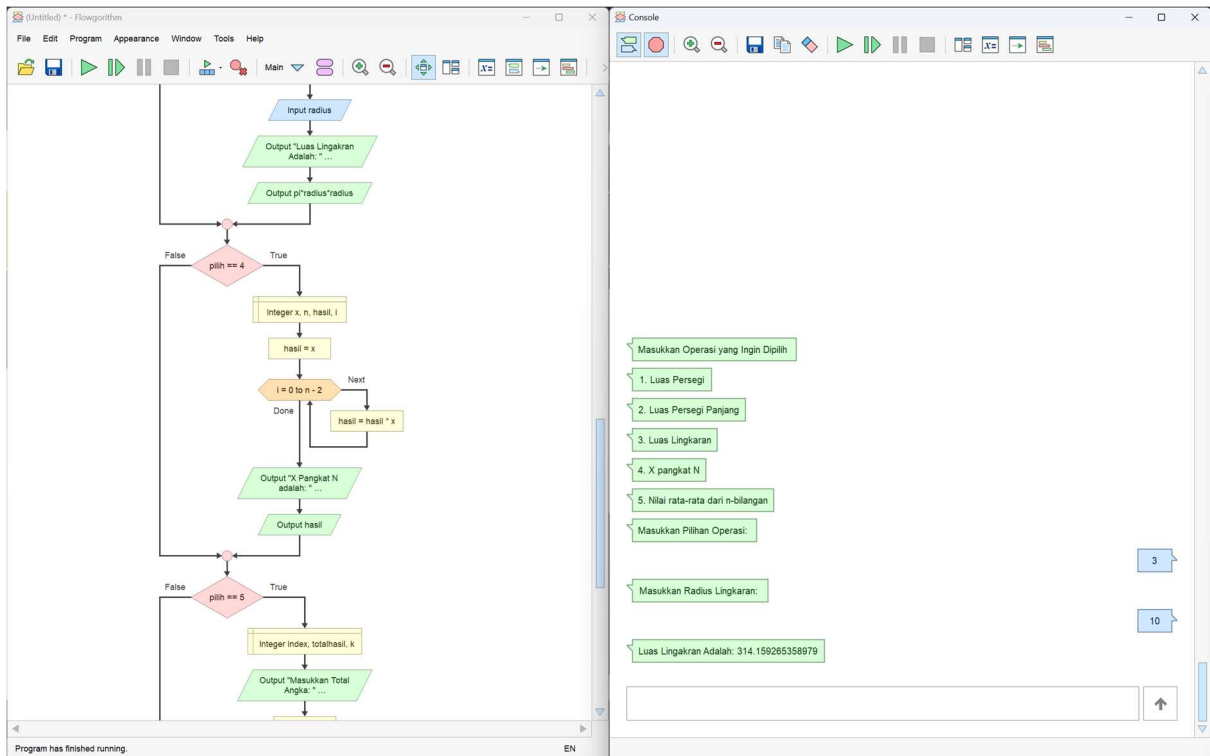 (Untitled) * - Flowgorithm
File Edit Program Appearance Window Tools Help
Main
Input radius
Output "Luas Lingakran
Adalah: " ...
Output pi*radius*radius
False
True
pilih == 4
Integer x, n, hasil, i
hasil = x
i = 0 to n - 2
Next
Done
hasil = hasil * x
Output "X Pangkat N
adalah: " ...
Output hasil
False
True
pilih == 5
Integer index, totalhasil, k
Output "Masukkan Total
Angka: " ...
Program has finished running.
EN
Console
x=
Masukkan Operasi yang Ingin Dipilih
1. Luas Persegi
2. Luas Persegi Panjang
3. Luas Lingkaran
4. X pangkat N
5. Nilai rata-rata dari n-bilangan
Masukkan Pilihan Operasi:
3
Masukkan Radius Lingkaran:
10
Luas Lingakran Adalah: 314.159265358979